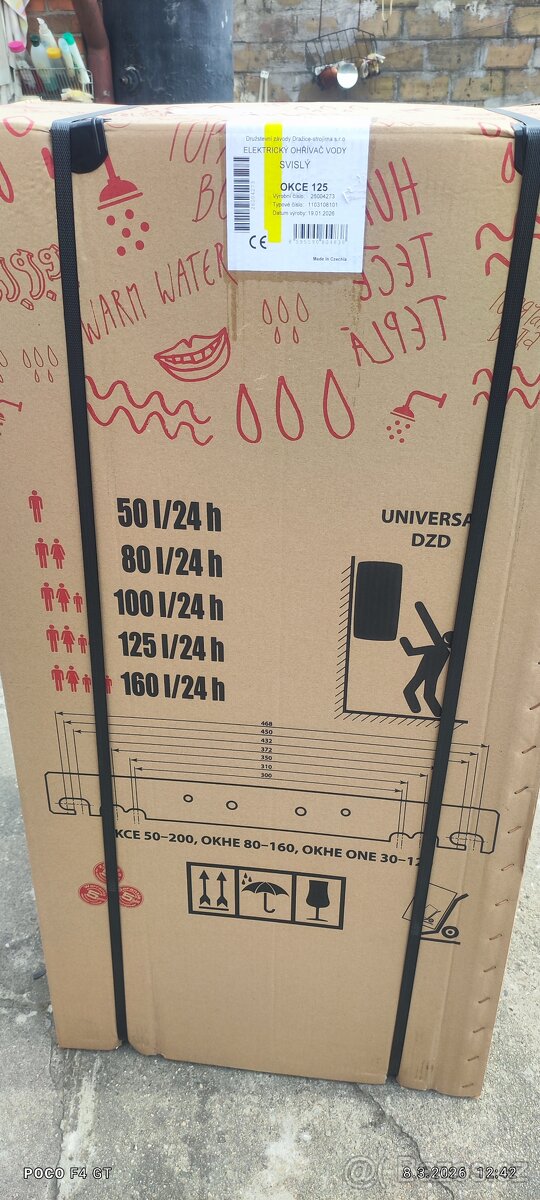 Družstevní závody Dražice-strojírna s.r.o
ELEKTRICKÝ OHŘÍVAČ VODY
SVISLÝ
OKCE 125
Výrobní číslo: 26004273
Typové číslo: 1103108101
Datum výroby: 19.01.2026
CE
Made in Czechia
WARM WATER
TEČE
TEPLÁ
50 l/24 h
80 l/24 h
100 l/24 h
125 l/24 h
160 l/24 h
UNIVERSA
DZD
468
450
432
372
350
310
300
KCE 50-200, OKHE 80-160, OKHE ONE 30-12
POCO F4 GT
8.3.2026 12:42